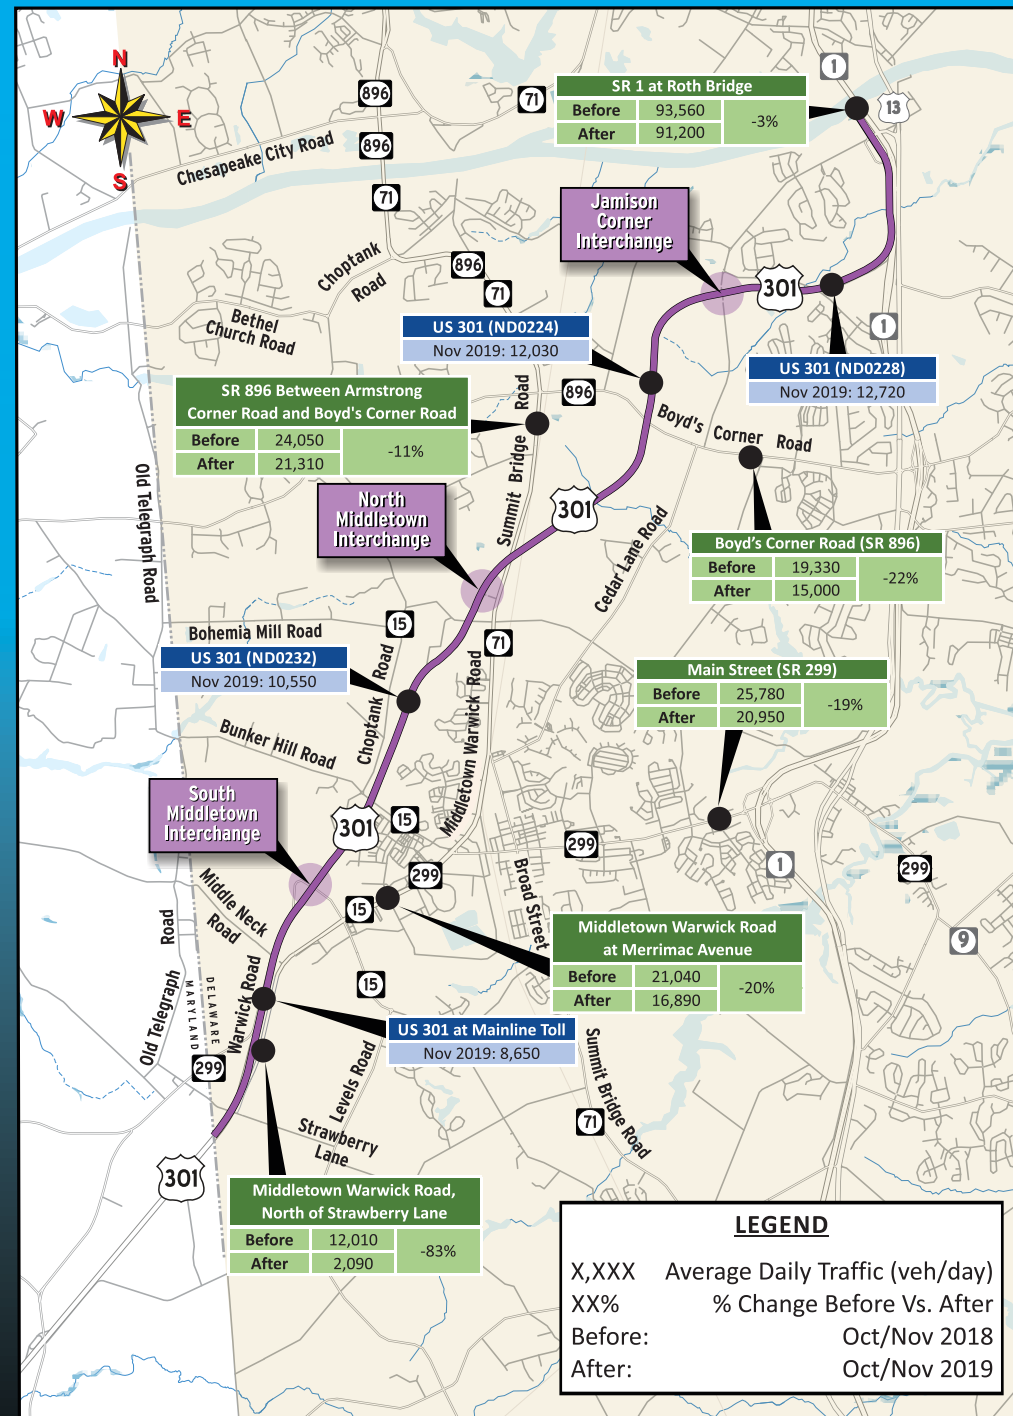 N
W
E
S
896
71
1
13
SR 1 at Roth Bridge
Before 93,560 -3%
After 91,200
Chesapeake City Road
896
71
Jamison
Corner
Interchange
Choptank
Road
896
71
301
1
Bethel
Church Road
US 301 (ND0224)
Nov 2019: 12,030
US 301 (ND0228)
Nov 2019: 12,720
SR 896 Between Armstrong
Corner Road and Boyd's Corner Road
Before 24,050 -11%
After 21,310
896
Summit Bridge Road
Boyd's Corner Road
Old Telegraph Road
North
Middletown
Interchange
301
Cedar Lane Road
Boyd's Corner Road (SR 896)
Before 19,330 -22%
After 15,000
Bohemia Mill Road
15
71
US 301 (ND0232)
Nov 2019: 10,550
Choptank Road
Middletown Warwick Road
Main Street (SR 299)
Before 25,780 -19%
After 20,950
Bunker Hill Road
South
Middletown
Interchange
301
15
299
299
1
299
Broad Street
Middle Neck
Road
15
9
Middletown Warwick Road
at Merrimac Avenue
Before 21,040 -20%
After 16,890
Old Telegraph Road
MARYLAND
DELAWARE
Warwick Road
15
US 301 at Mainline Toll
Nov 2019: 8,650
299
Levels Road
Summit Bridge Road
71
Strawberry
Lane
301
Middletown Warwick Road,
North of Strawberry Lane
Before 12,010 -83%
After 2,090
LEGEND
X,XXX Average Daily Traffic (veh/day)
XX% % Change Before Vs. After
Before: Oct/Nov 2018
After: Oct/Nov 2019